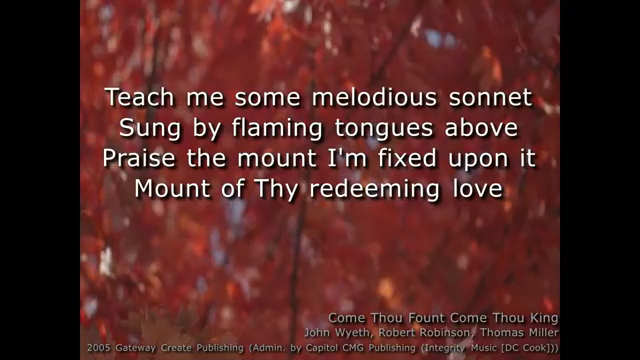 Teach me some melodious sonnet
Sung by flaming tongues above
Praise the mount I'm fixed upon it
Mount of Thy redeeming love
Come Thou Fount Come Thou King
John Wyeth, Robert Robinson, Thomas Miller
2005 Gateway Create Publishing (Admin. by Capitol CMG Publishing (Integrity Music [DC Cook]))